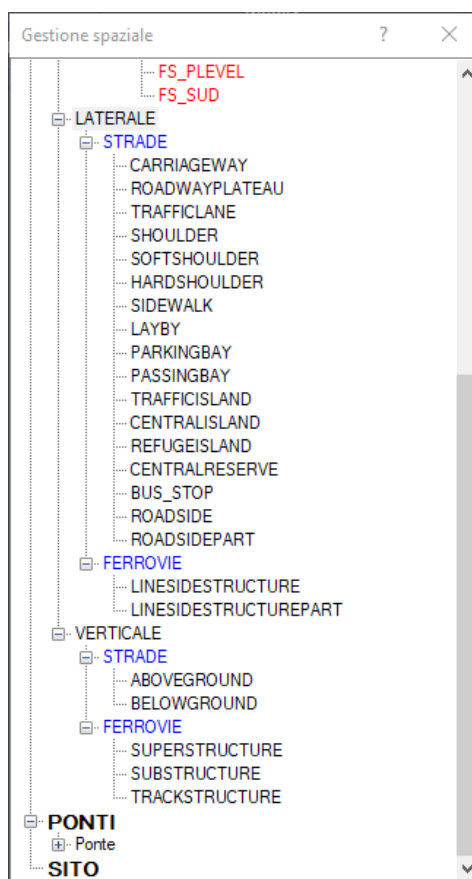 Gestione spaziale
?
FS_PLEVEL
FS_SUD
LATERALE
STRADE
CARRIAGEWAY
ROADWAYPLATEAU
TRAFFICLANE
SHOULDER
SOFTSHOULDER
HARDSHOULDER
SIDEWALK
LAYBY
PARKINGBAY
PASSINGBAY
TRAFFICISLAND
CENTRALISLAND
REFUGEISLAND
CENTRALRESERVE
BUS_STOP
ROADSIDE
ROADSIDEPART
FERROVIE
LINESIDESTRUCTURE
LINESIDESTRUCTUREPART
VERTICALE
STRADE
ABOVEGROUND
BELOWGROUND
FERROVIE
SUPERSTRUCTURE
SUBSTRUCTURE
TRACKSTRUCTURE
PONTI
Ponte
SITO